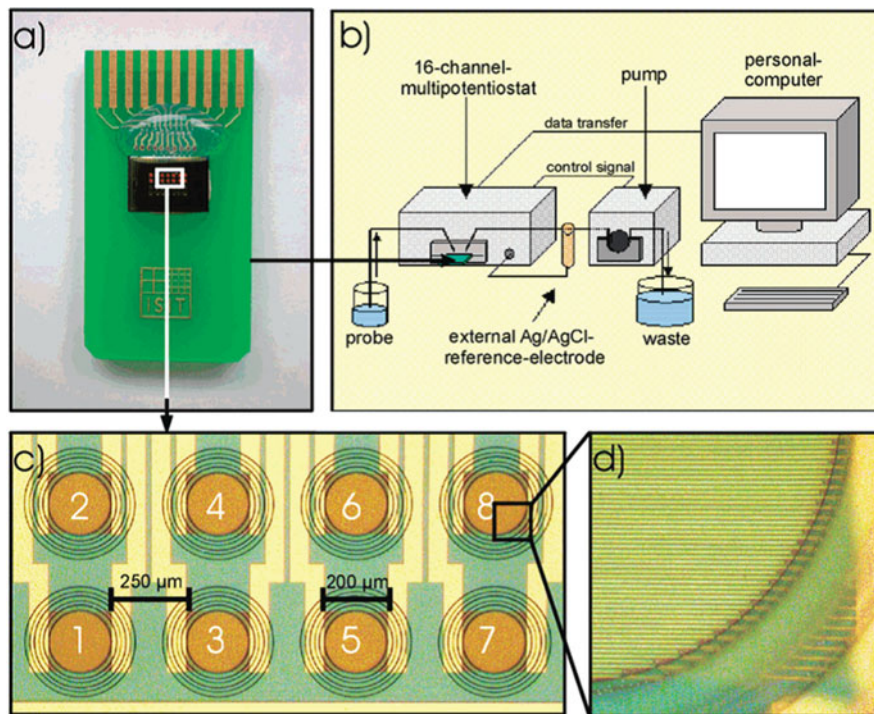 a)
ISIT
b)
16-channel-
multipotentiostat
pump
personal-
computer
data transfer
control signal
probe
external Ag/AgCl-
reference-electrode
waste
c)
2
4
6
8
250 µm
200 µm
1
3
5
7
d)